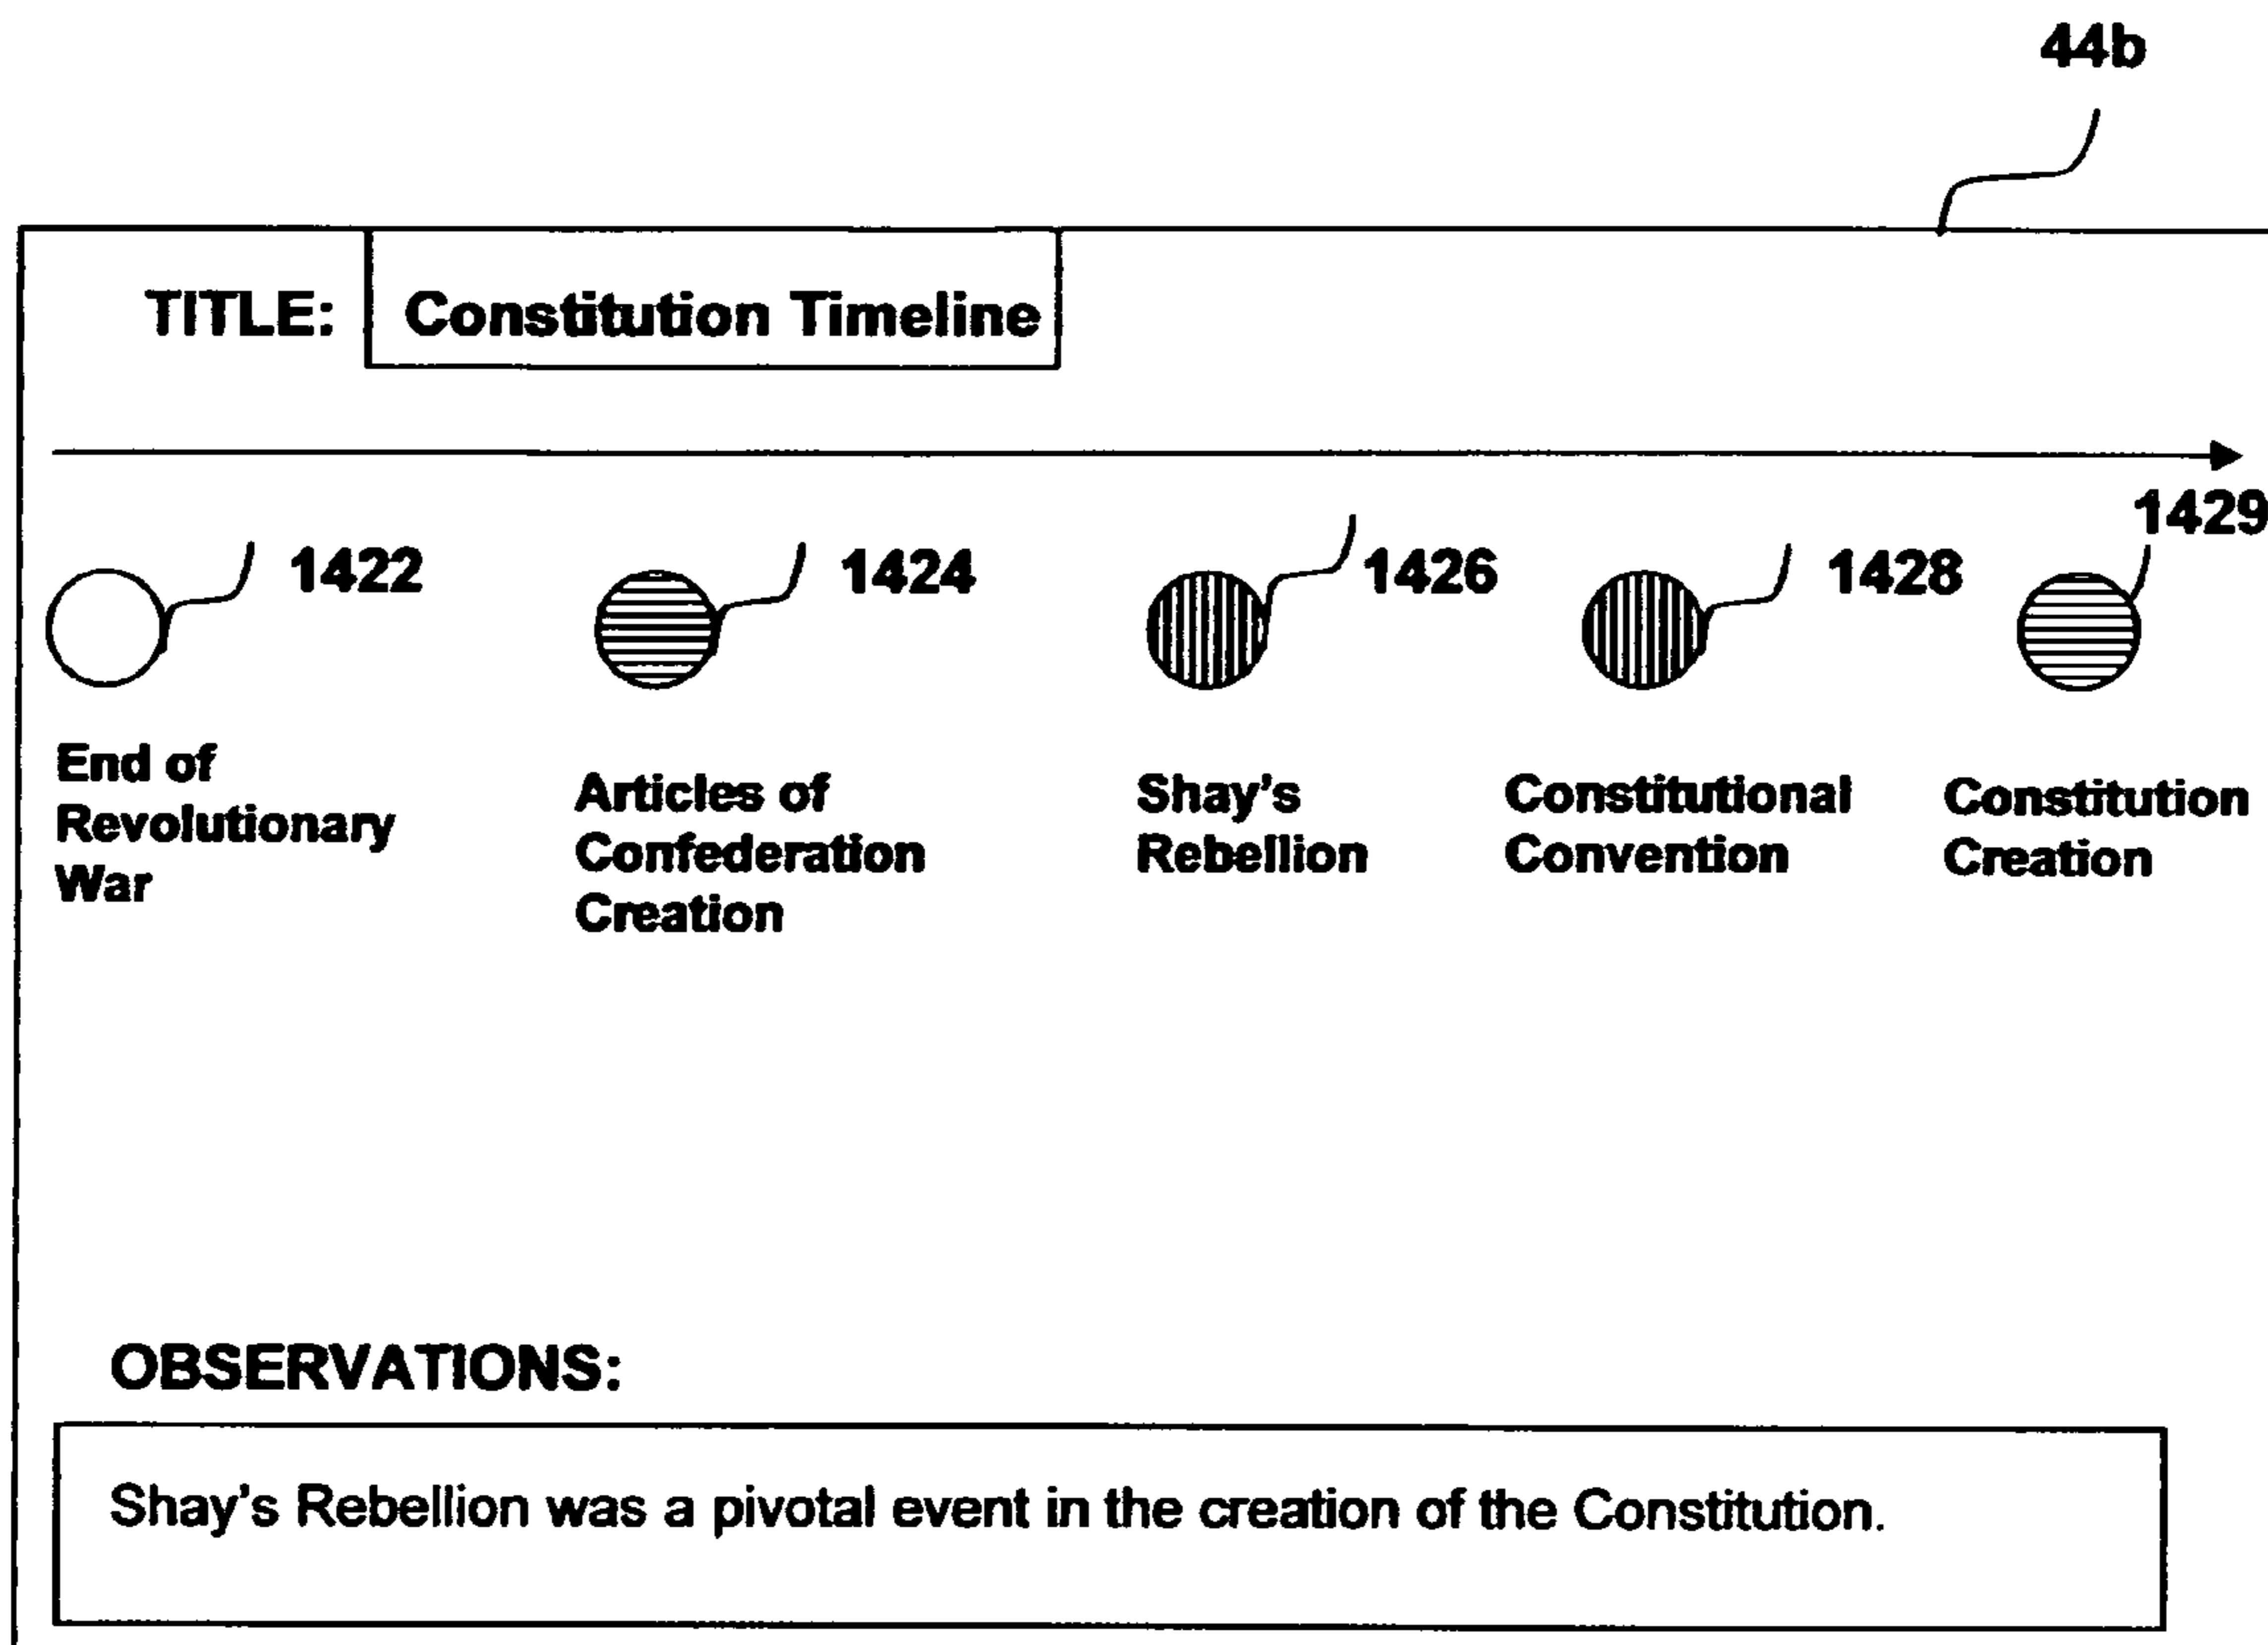 44b
TITLE: Constitution Timeline
1422
1424
1426
1428
1429
End of
Revolutionary
War
Articles of
Confederation
Creation
Shay's
Rebellion
Constitutional
Convention
Constitution
Creation
OBSERVATIONS:
Shay's Rebellion was a pivotal event in the creation of the Constitution.